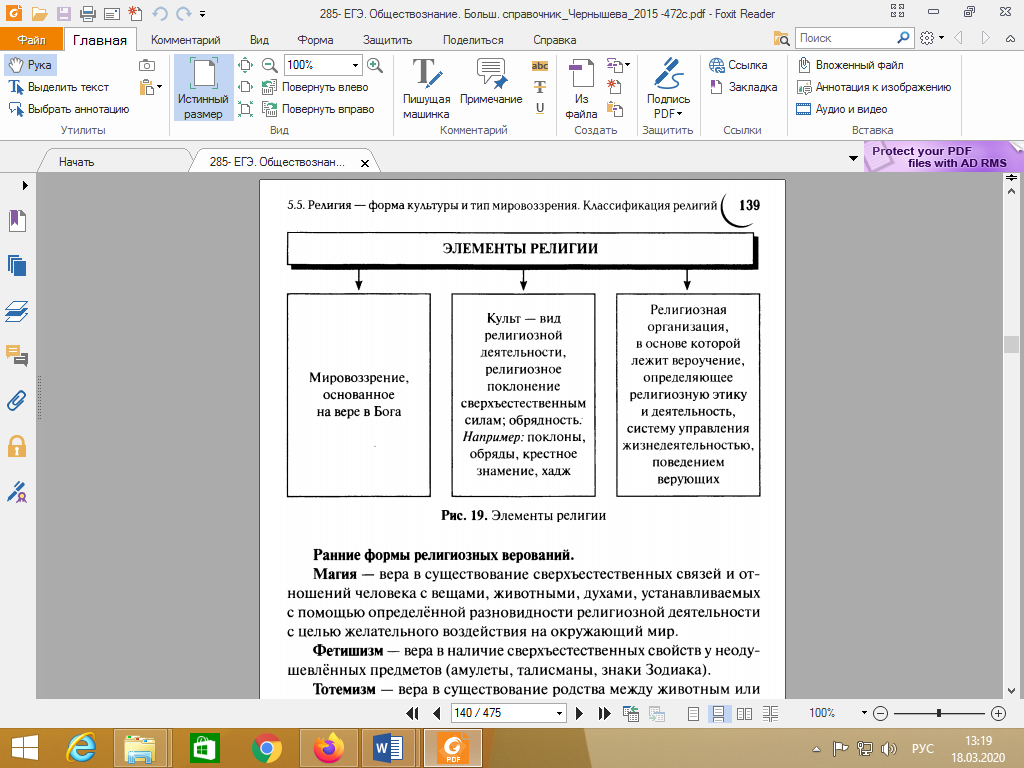 285- ЕГЭ. Обществознание. Больш. справочник_Чернышева_2015 -472с.pdf - Foxit Reader
Файл
Главная
Комментарий
Вид
Форма
Защитить
Поделиться
Справка
Поиск
Рука
Выделить текст
Выбрать аннотацию
Утилиты
Истинный
размер
100%
Повернуть влево
Повернуть вправо
Вид
Пишущая
машинка
Примечание
abc
T
U
Комментарий
Из
файла
Создать
Подпись
PDF
Защитить
Ссылка
Закладка
Ссылки
Вложенный файл
Аннотация к изображению
Аудио и видео
Вставка
Начать
285- ЕГЭ. Обществознан...
Protect your PDF
files with AD RMS
5.5. Религия — форма культуры и тип мировоззрения. Классификация религий 139
ЭЛЕМЕНТЫ РЕЛИГИИ
Мировоззрение,
основанное
на вере в Бога
Культ — вид
религиозной
деятельности,
религиозное
поклонение
сверхъестественным
силам; обрядность.
Например: поклоны,
обряды, крестное
знамение, хадж
Религиозная
организация,
в основе которой
лежит вероучение,
определяющее
религиозную этику
и деятельность,
систему управления
жизнедеятельностью,
поведением
верующих
Рис. 19. Элементы религии
Ранние формы религиозных верований.
Магия — вера в существование сверхъестественных связей и от-
ношений человека с вещами, животными, духами, устанавливаемых
с помощью определённой разновидности религиозной деятельности
с целью желательного воздействия на окружающий мир.
Фетишизм — вера в наличие сверхъестественных свойств у неоду-
шевлённых предметов (амулеты, талисманы, знаки Зодиака).
Тотемизм — вера в существование родства между животным или
140 / 475
100%
PDF
РУС
13:19
18.03.2020